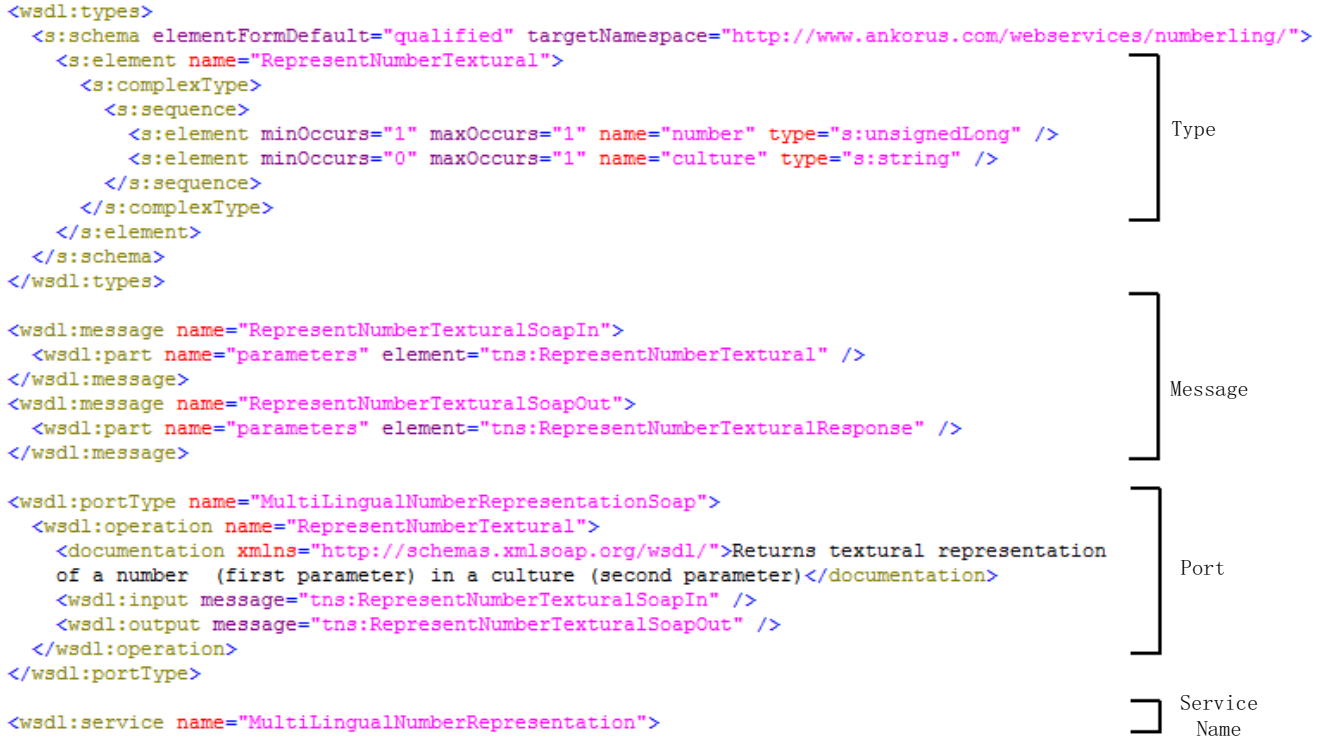 <wsdl:types>
<s:schema elementFormDefault="qualified" targetNamespace="http://www.ankorus.com/webservices/numberling/">
<s:element name="RepresentNumberTextural">
<s:complexType>
<s:sequence>
<s:element minOccurs="1" maxOccurs="1" name="number" type="s:unsignedLong" />
<s:element minOccurs="0" maxOccurs="1" name="culture" type="s:string" />
</s:sequence>
</s:complexType>
</s:element>
</s:schema>
</wsdl:types>
Type
<wsdl:message name="RepresentNumberTexturalSoapIn">
<wsdl:part name="parameters" element="tns:RepresentNumberTextural" />
</wsdl:message>
<wsdl:message name="RepresentNumberTexturalSoapOut">
<wsdl:part name="parameters" element="tns:RepresentNumberTexturalResponse" />
</wsdl:message>
Message
<wsdl:portType name="MultiLingualNumberRepresentationSoap">
<wsdl:operation name="RepresentNumberTextural">
<documentation xmlns="http://schemas.xmlsoap.org/wsdl/">Returns textural representation
of a number  (first parameter) in a culture (second parameter)</documentation>
<wsdl:input message="tns:RepresentNumberTexturalSoapIn" />
<wsdl:output message="tns:RepresentNumberTexturalSoapOut" />
</wsdl:operation>
</wsdl:portType>
Port
<wsdl:service name="MultiLingualNumberRepresentation">
Service
Name